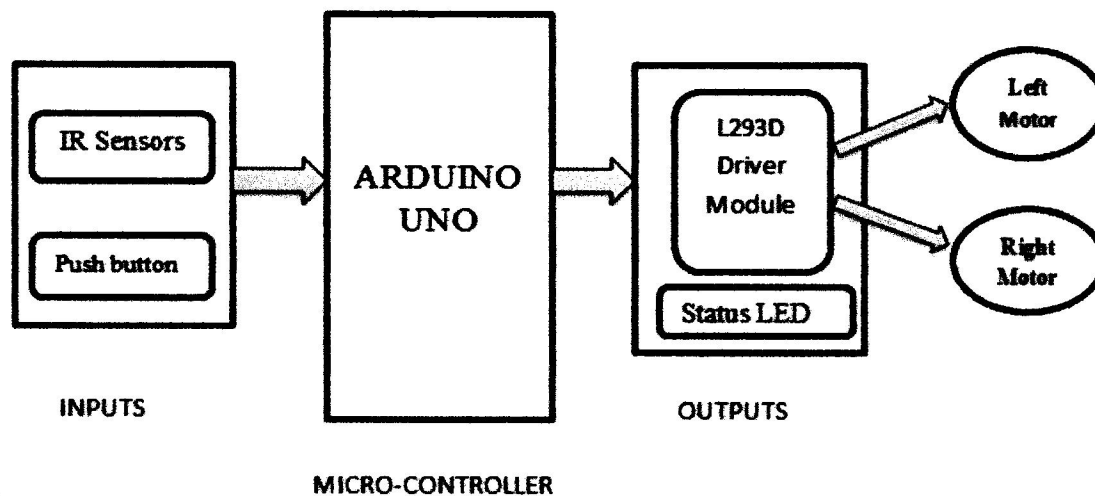 IR Sensors
Push button
INPUTS
ARDUINO
UNO
MICRO-CONTROLLER
L293D
Driver
Module
Status LED
OUTPUTS
Left
Motor
Right
Motor